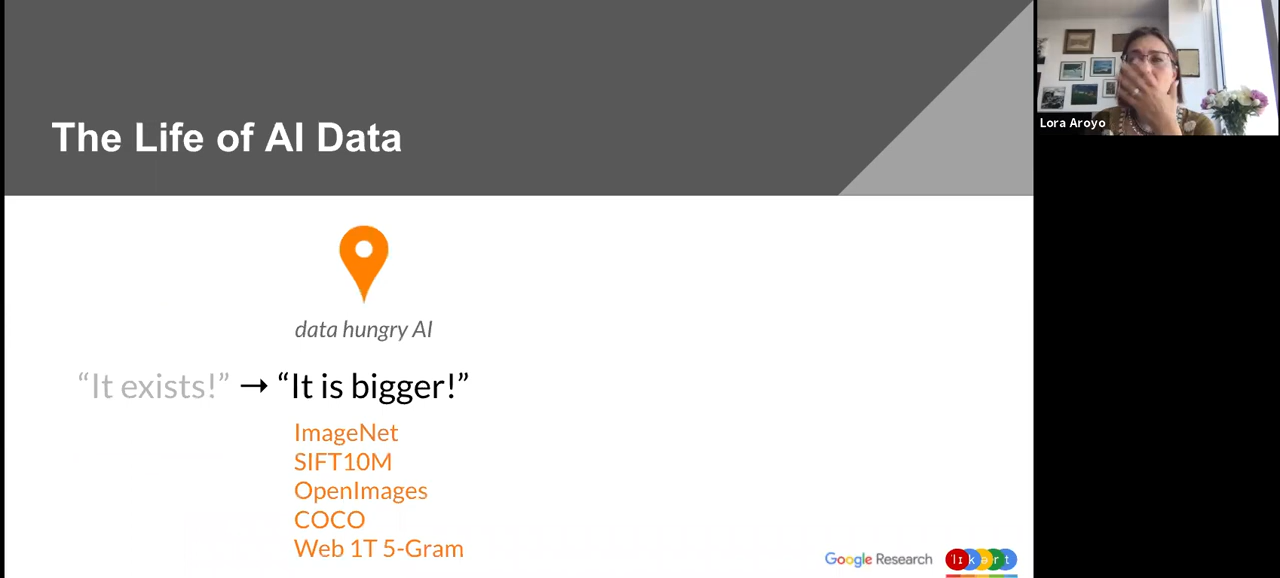 The Life of AI Data
Lora Aroyo
data hungry AI
“It exists!” → “It is bigger!”
ImageNet
SIFT10M
OpenImages
COCO
Web 1T 5-Gram
Google Research
likert